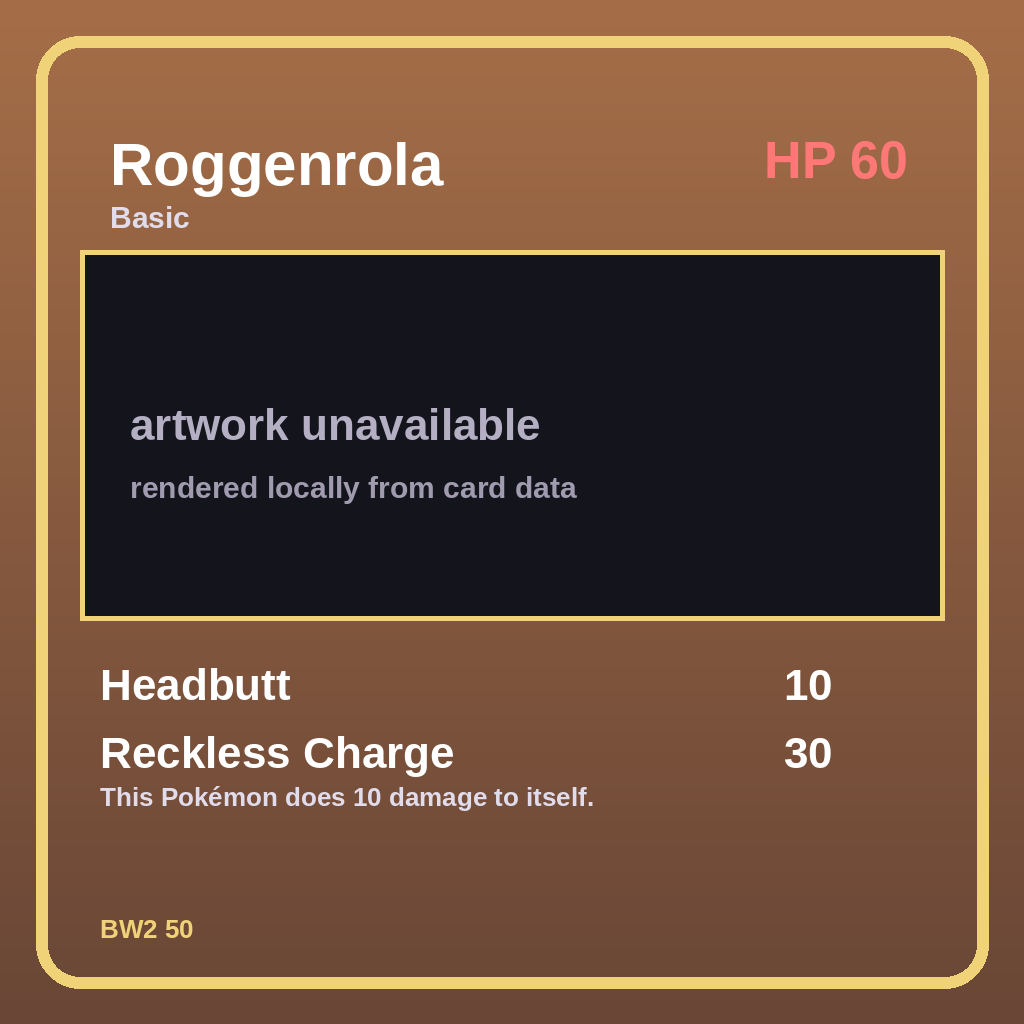 Roggenrola
HP 60
Basic
artwork unavailable
rendered locally from card data
Headbutt 10
Reckless Charge 30
This Pokémon does 10 damage to itself.
BW2 50